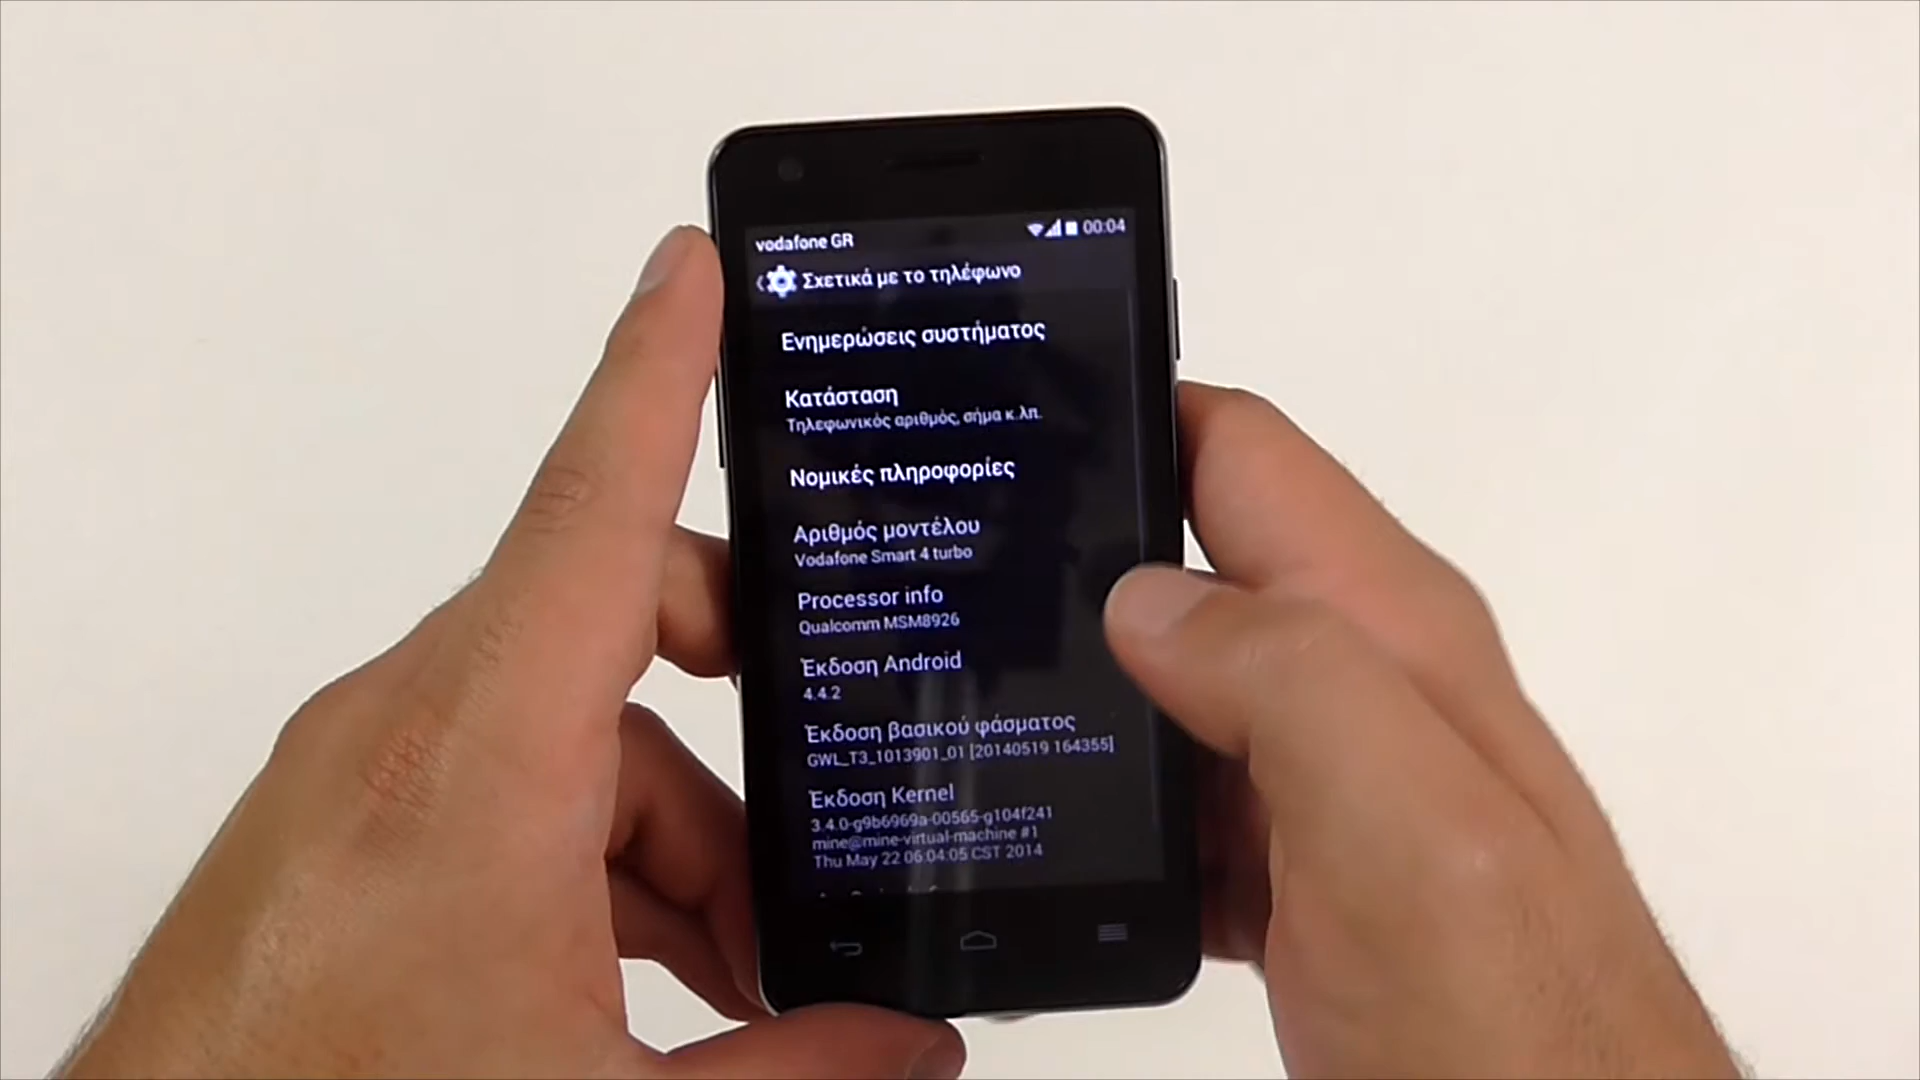 vodafone GR 00:04
Σχετικά με το τηλέφωνο
Ενημερώσεις συστήματος
Κατάσταση
Τηλεφωνικός αριθμός, σήμα κ.λπ.
Νομικές πληροφορίες
Αριθμός μοντέλου
Vodafone Smart 4 turbo
Processor info
Qualcomm MSM8926
Έκδοση Android
4.4.2
Έκδοση βασικού φάσματος
GWL_T3_1013901_01 [20140519 164355]
Έκδοση Kernel
3.4.0-g9b6969a-00565-g104f241
mine@mine-virtual-machine #1
Thu May 22 06:04:05 CST 2014